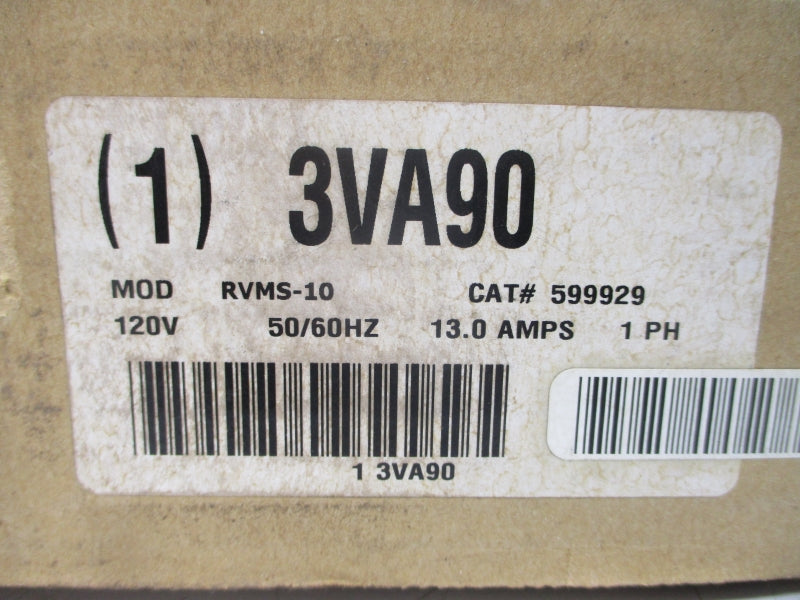 (1) 3VA90
MOD RVMS-10 CAT# 599929
120V 50/60HZ 13.0 AMPS 1 PH
1 3VA90